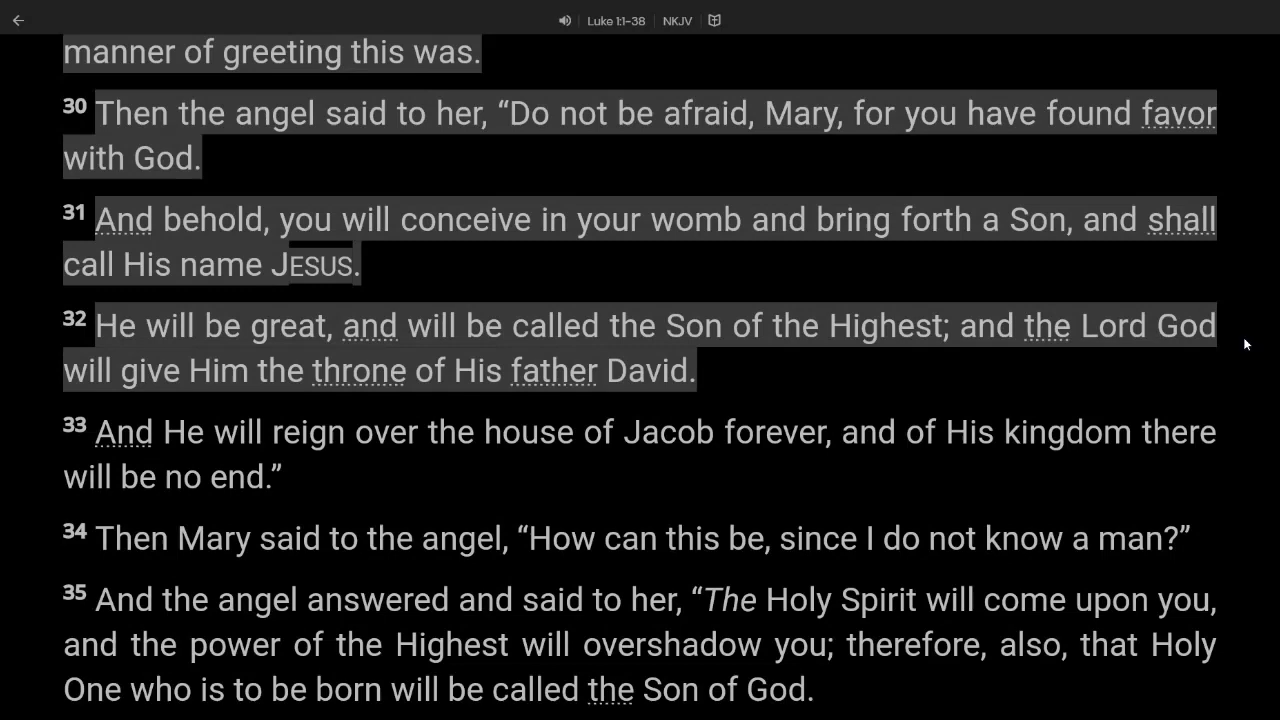 Luke 1:1-38 NKJV
manner of greeting this was.
30 Then the angel said to her, “Do not be afraid, Mary, for you have found favor
with God.
31 And behold, you will conceive in your womb and bring forth a Son, and shall
call His name JESUS.
32 He will be great, and will be called the Son of the Highest; and the Lord God
will give Him the throne of His father David.
33 And He will reign over the house of Jacob forever, and of His kingdom there
will be no end.”
34 Then Mary said to the angel, “How can this be, since I do not know a man?”
35 And the angel answered and said to her, “The Holy Spirit will come upon you,
and the power of the Highest will overshadow you; therefore, also, that Holy
One who is to be born will be called the Son of God.